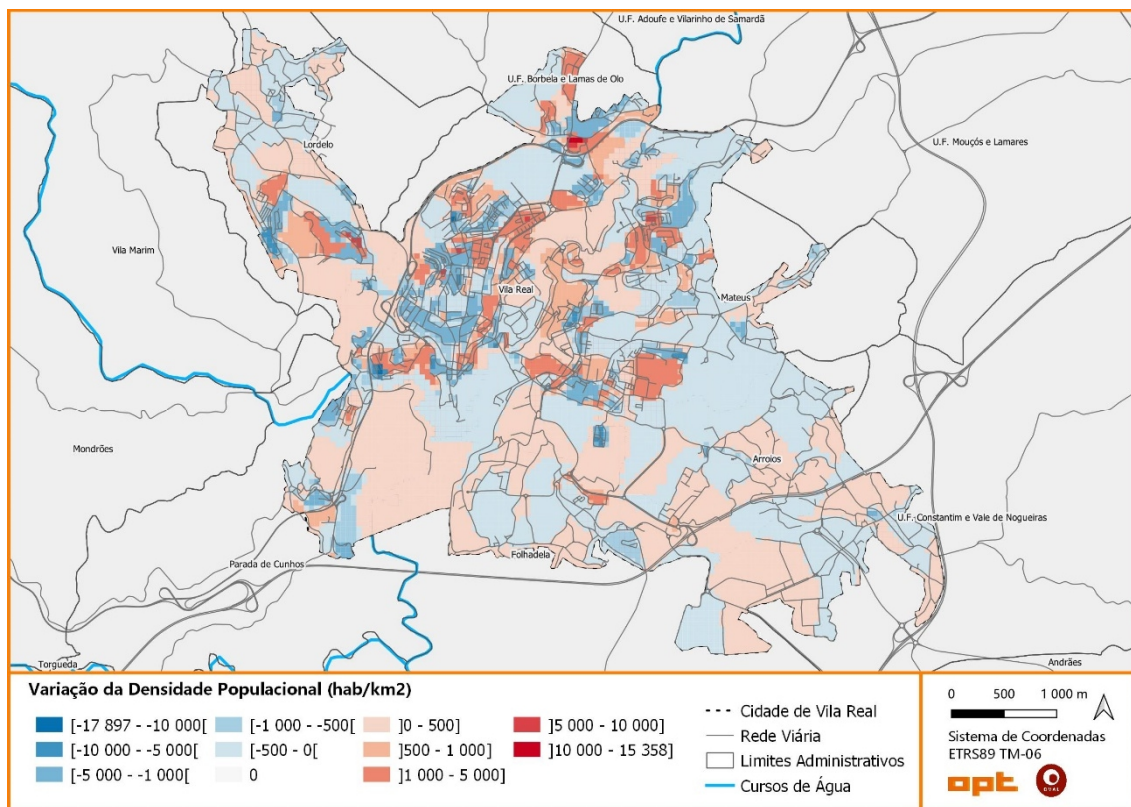 U.F. Adoufe e Vilarinho de Samardã
U.F. Borbela e Lamas de Olo
U.F. Mouçós e Lamares
Lordelo
Vila Marim
Vila Real
Mateus
Mondrões
Arroios
U.F. Constantim e Vale de Nogueiras
Folhadela
Parada de Cunhos
Torgueda
Andrães
Variação da Densidade Populacional (hab/km2)
[-17 897 - -10 000[
[-10 000 - -5 000[
[-5 000 - -1 000[
[-1 000 - -500[
[-500 - 0[
0
]0 - 500]
]500 - 1 000]
]1 000 - 5 000]
]5 000 - 10 000]
]10 000 - 15 358]
Cidade de Vila Real
Rede Viária
Limites Administrativos
Cursos de Água
0 500 1 000 m
Sistema de Coordenadas
ETRS89 TM-06
opt
OVAL